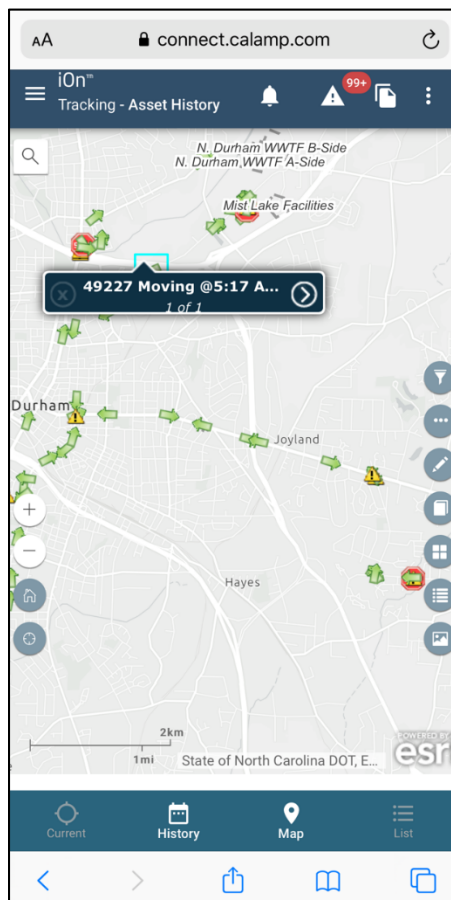 AA connect.calamp.com
iOn™
Tracking - Asset History
99+
N. Durham WWTF B-Side
N. Durham WWTF A-Side
Mist Lake Facilities
49227 Moving @5:17 A...
1 of 1
Durham
Joyland
Hayes
2km
1mi
State of North Carolina DOT, E...
POWERED BY
esri
Current
History
Map
List